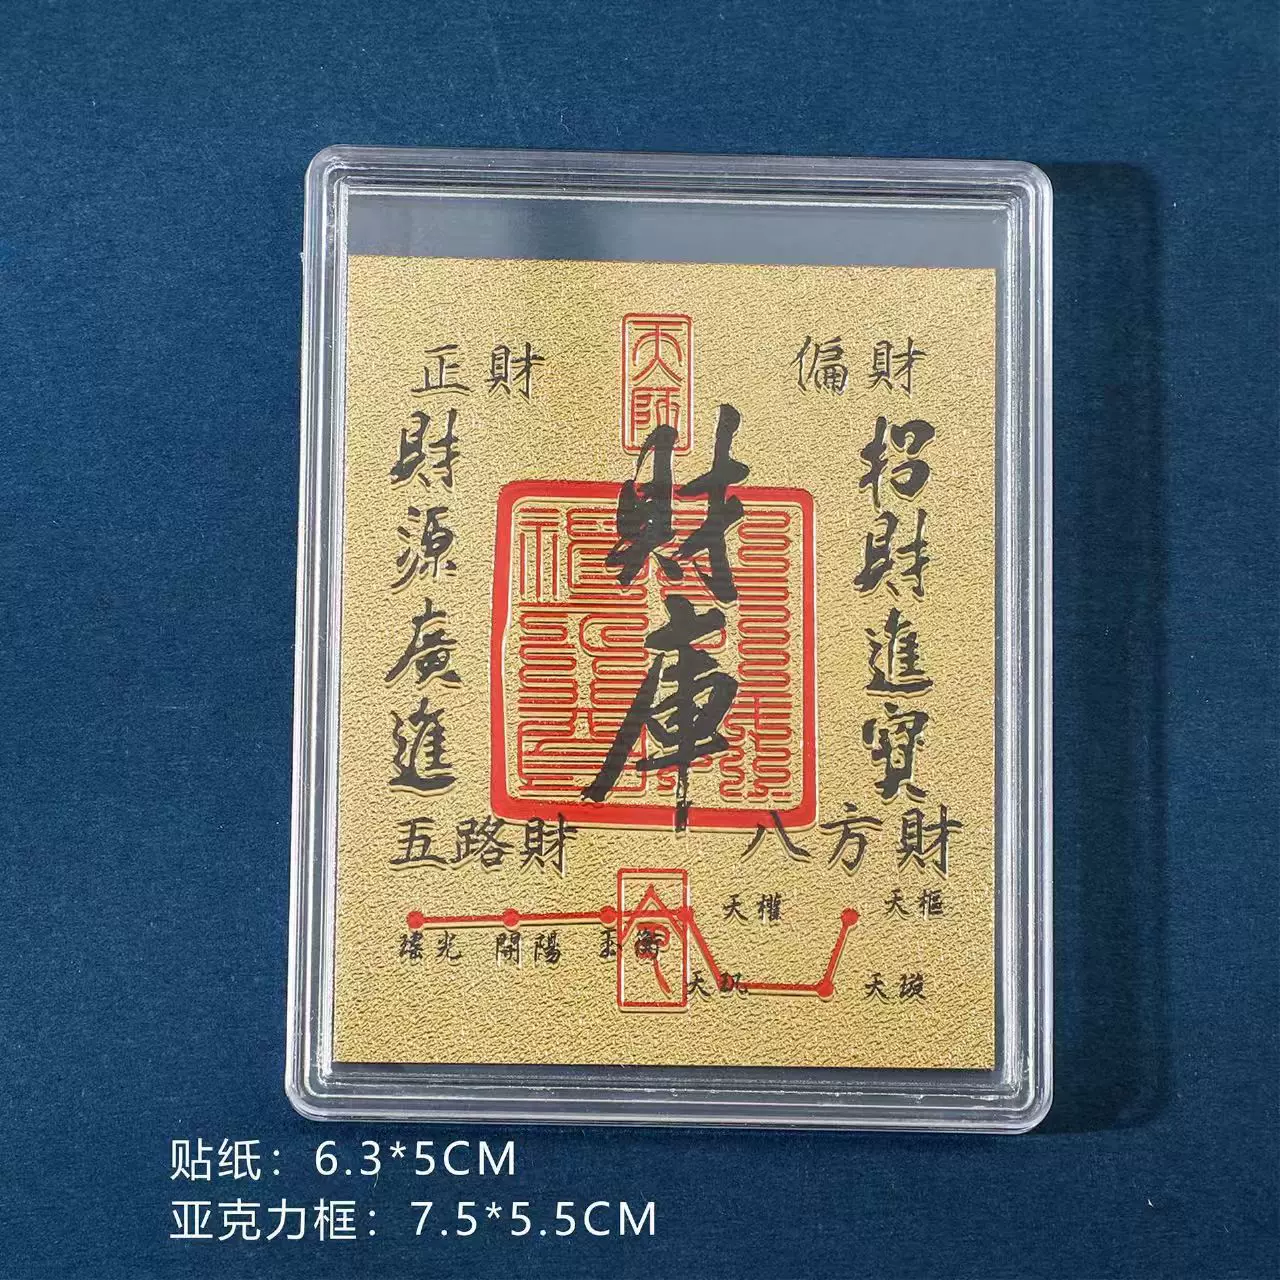 天師
正財
偏財
財源廣進
財庫
招財進寶
五路財
八方財
天權
天樞
瑤光
開陽
玉衡
天璣
天璇
贴纸：6.3*5CM
亚克力框：7.5*5.5CM